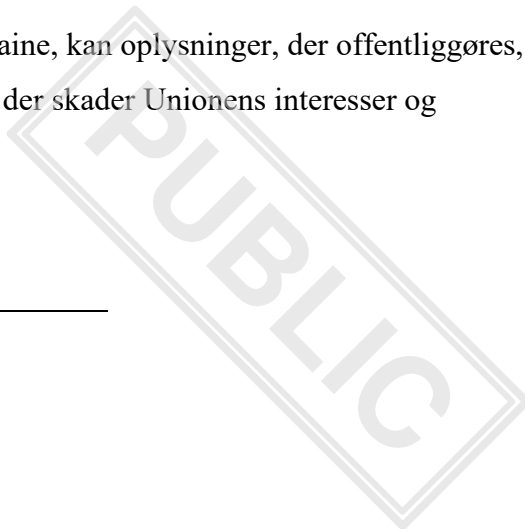 aine, kan oplysninger, der offentliggøres,
der skader Unionens interesser og
PUBLIC